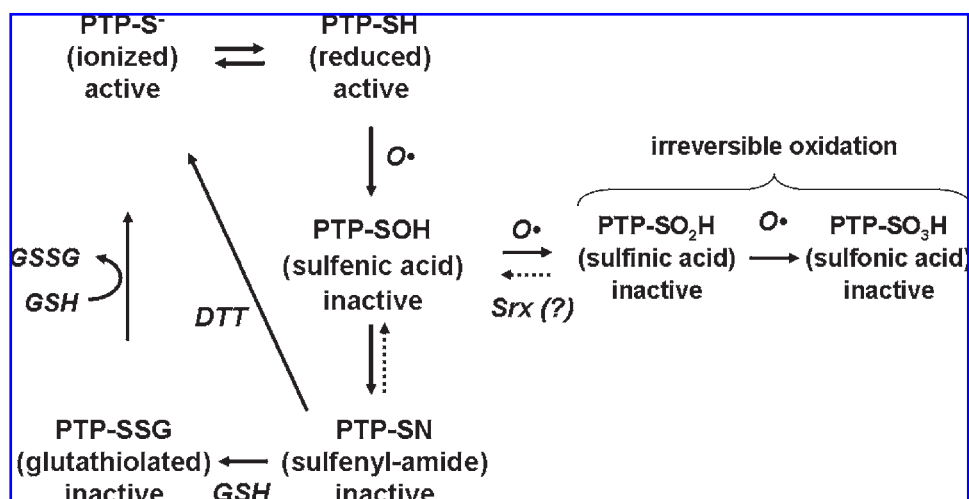 PTP-S⁻
(ionized)
active
PTP-SH
(reduced)
active
O•
irreversible oxidation
PTP-SOH
(sulfenic acid)
inactive
O•
Srx (?)
PTP-SO₂H
(sulfinic acid)
inactive
O•
PTP-SO₃H
(sulfonic acid)
inactive
GSSG
GSH
DTT
PTP-SSG
(glutathiolated)
inactive
GSH
PTP-SN
(sulfenyl-amide)
inactive